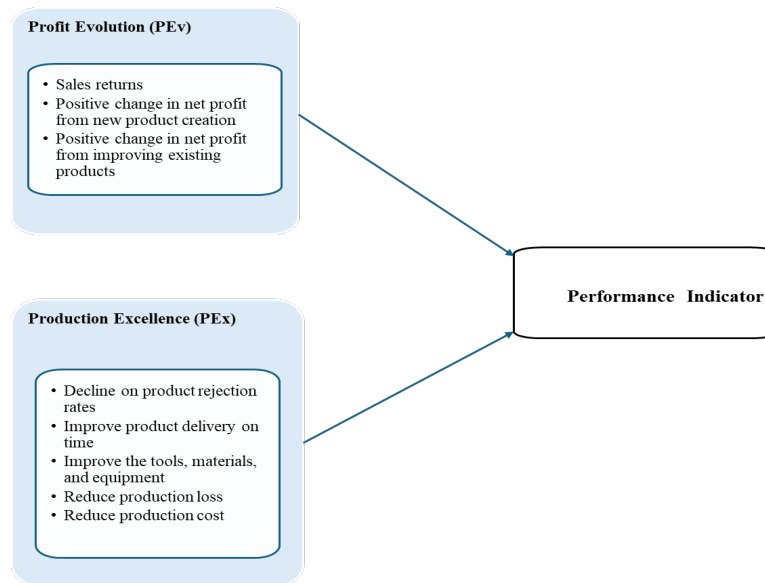 Profit Evolution (PEv)
• Sales returns
• Positive change in net profit
from new product creation
• Positive change in net profit
from improving existing
products
Performance Indicator
Production Excellence (PEx)
• Decline on product rejection
rates
• Improve product delivery on
time
• Improve the tools, materials,
and equipment
• Reduce production loss
• Reduce production cost